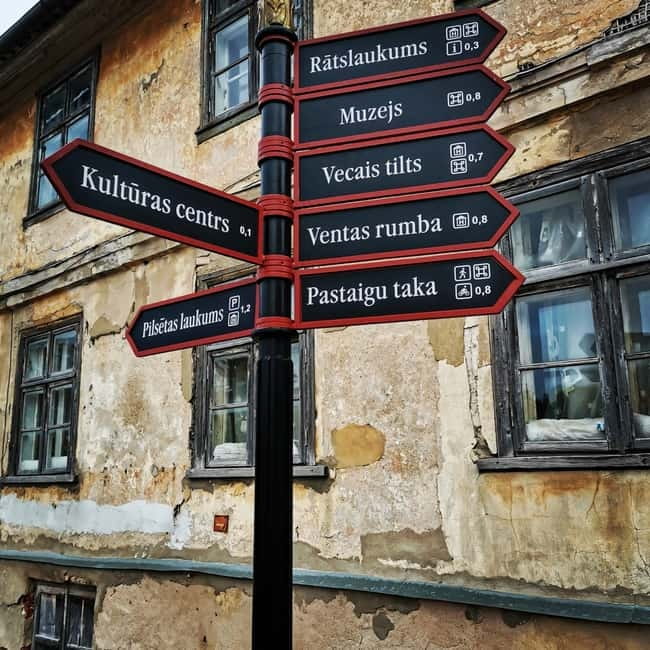 Rātslaukums i 0,3
Muzejs 0,8
Vecais tilts 0,7
Ventas rumba 0,8
Pastaigu taka 0,8
Kultūras centrs 0,1
Pilsētas laukums P 1,2